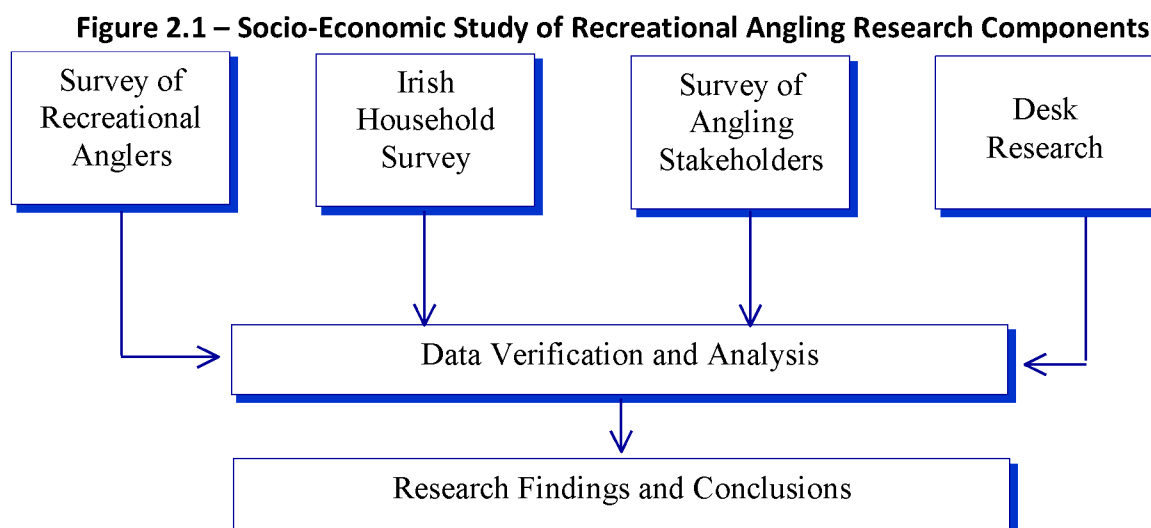 Figure 2.1 – Socio-Economic Study of Recreational Angling Research Components
Survey of
Recreational
Anglers
Irish
Household
Survey
Survey of
Angling
Stakeholders
Desk
Research
Data Verification and Analysis
Research Findings and Conclusions